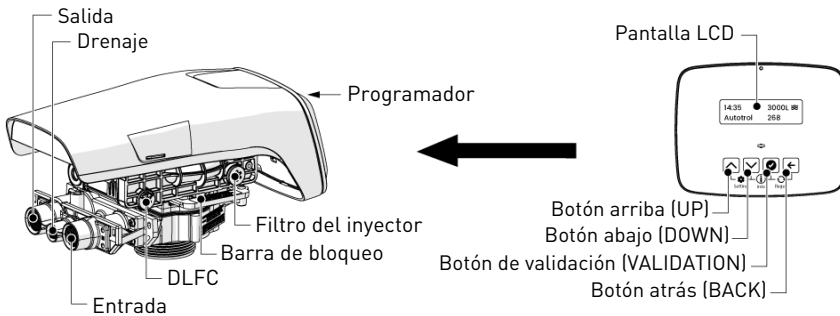 Salida
Drenaje
Programador
Filtro del inyector
Barra de bloqueo
DLFC
Entrada
Pantalla LCD
14:35 3000L
Autotrol 268
Botón arriba (UP)
Botón abajo (DOWN)
Botón de validación (VALIDATION)
Botón atrás (BACK)